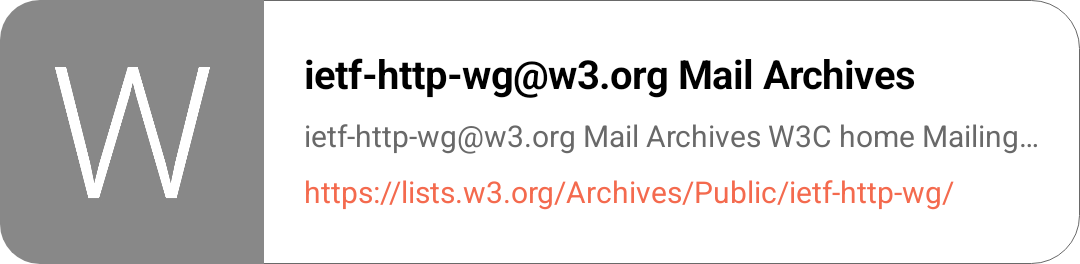 W
ietf-http-wg@w3.org Mail Archives
ietf-http-wg@w3.org Mail Archives W3C home Mailing...
https://lists.w3.org/Archives/Public/ietf-http-wg/